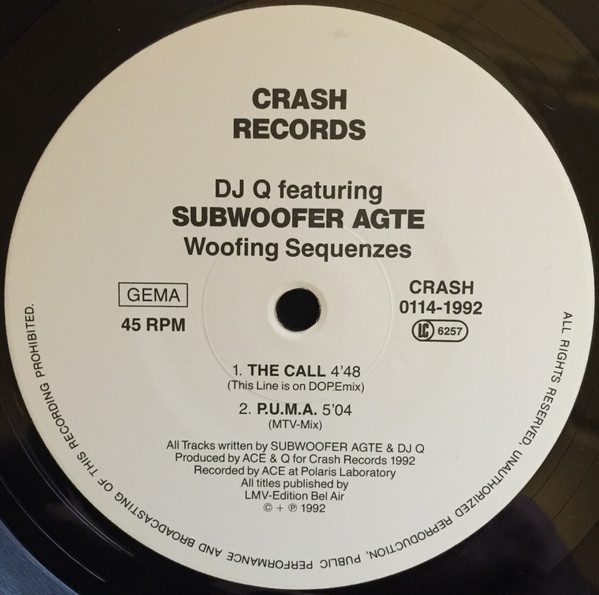 CRASH
RECORDS
DJ Q featuring
SUBWOOFER AGTE
Woofing Sequenzes
GEMA
45 RPM
CRASH
0114-1992
LC 6257
1. THE CALL 4'48
(This Line is on DOPEmix)
2. P.U.M.A. 5'04
(MTV-Mix)
All Tracks written by SUBWOOFER AGTE & DJ Q
Produced by ACE & Q for Crash Records 1992
Recorded by ACE at Polaris Laboratory
All titles published by
LMV-Edition Bel Air
© + ℗ 1992
ALL RIGHTS RESERVED. UNAUTHORIZED REPRODUCTION, PUBLIC PERFORMANCE AND BROADCASTING OF THIS RECORDING PROHIBITED.